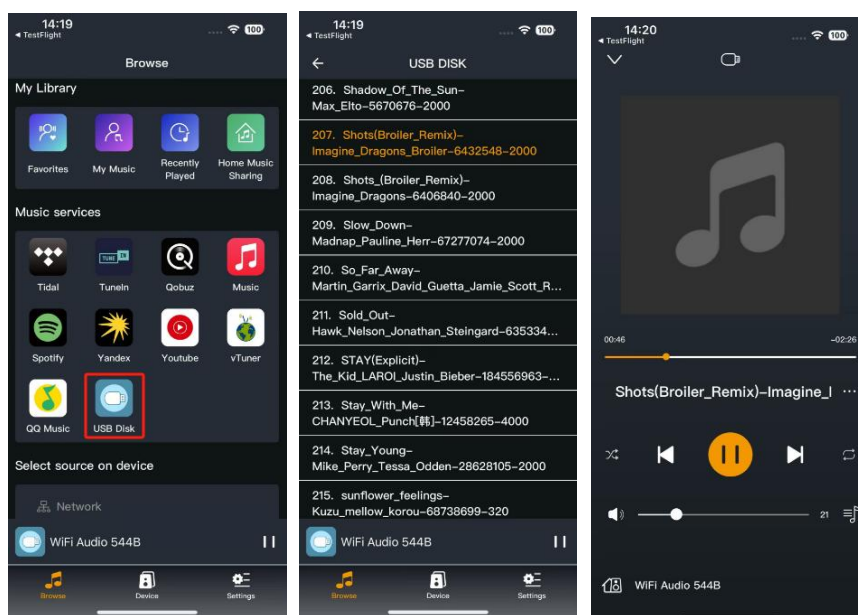 14:19
◀ TestFlight
100
Browse
My Library
Favorites
My Music
Recently
Played
Home Music
Sharing
Music services
TUNE IN
Tidal
TuneIn
Qobuz
Music
Spotify
Yandex
Youtube
vTuner
QQ Music
USB Disk
Select source on device
Network
WiFi Audio 544B
Browse
Device
Settings
14:19
◀ TestFlight
100
USB DISK
206. Shadow_Of_The_Sun–
Max_Elto–5670676–2000
207. Shots(Broiler_Remix)–
Imagine_Dragons_Broiler–6432548–2000
208. Shots_(Broiler_Remix)–
Imagine_Dragons–6406840–2000
209. Slow_Down–
Madnap_Pauline_Herr–67277074–2000
210. So_Far_Away–
Martin_Garrix_David_Guetta_Jamie_Scott_R...
211. Sold_Out–
Hawk_Nelson_Jonathan_Steingard–635334...
212. STAY(Explicit)–
The_Kid_LAROI_Justin_Bieber–184556963–...
213. Stay_With_Me–
CHANYEOL_Punch[韩]–12458265–4000
214. Stay_Young–
Mike_Perry_Tessa_Odden–28628105–2000
215. sunflower_feelings–
Kuzu_mellow_korou–68738699–320
WiFi Audio 544B
Browse
Device
Settings
14:20
◀ TestFlight
100
00:46
–02:26
Shots(Broiler_Remix)–Imagine_I
21
WiFi Audio 544B